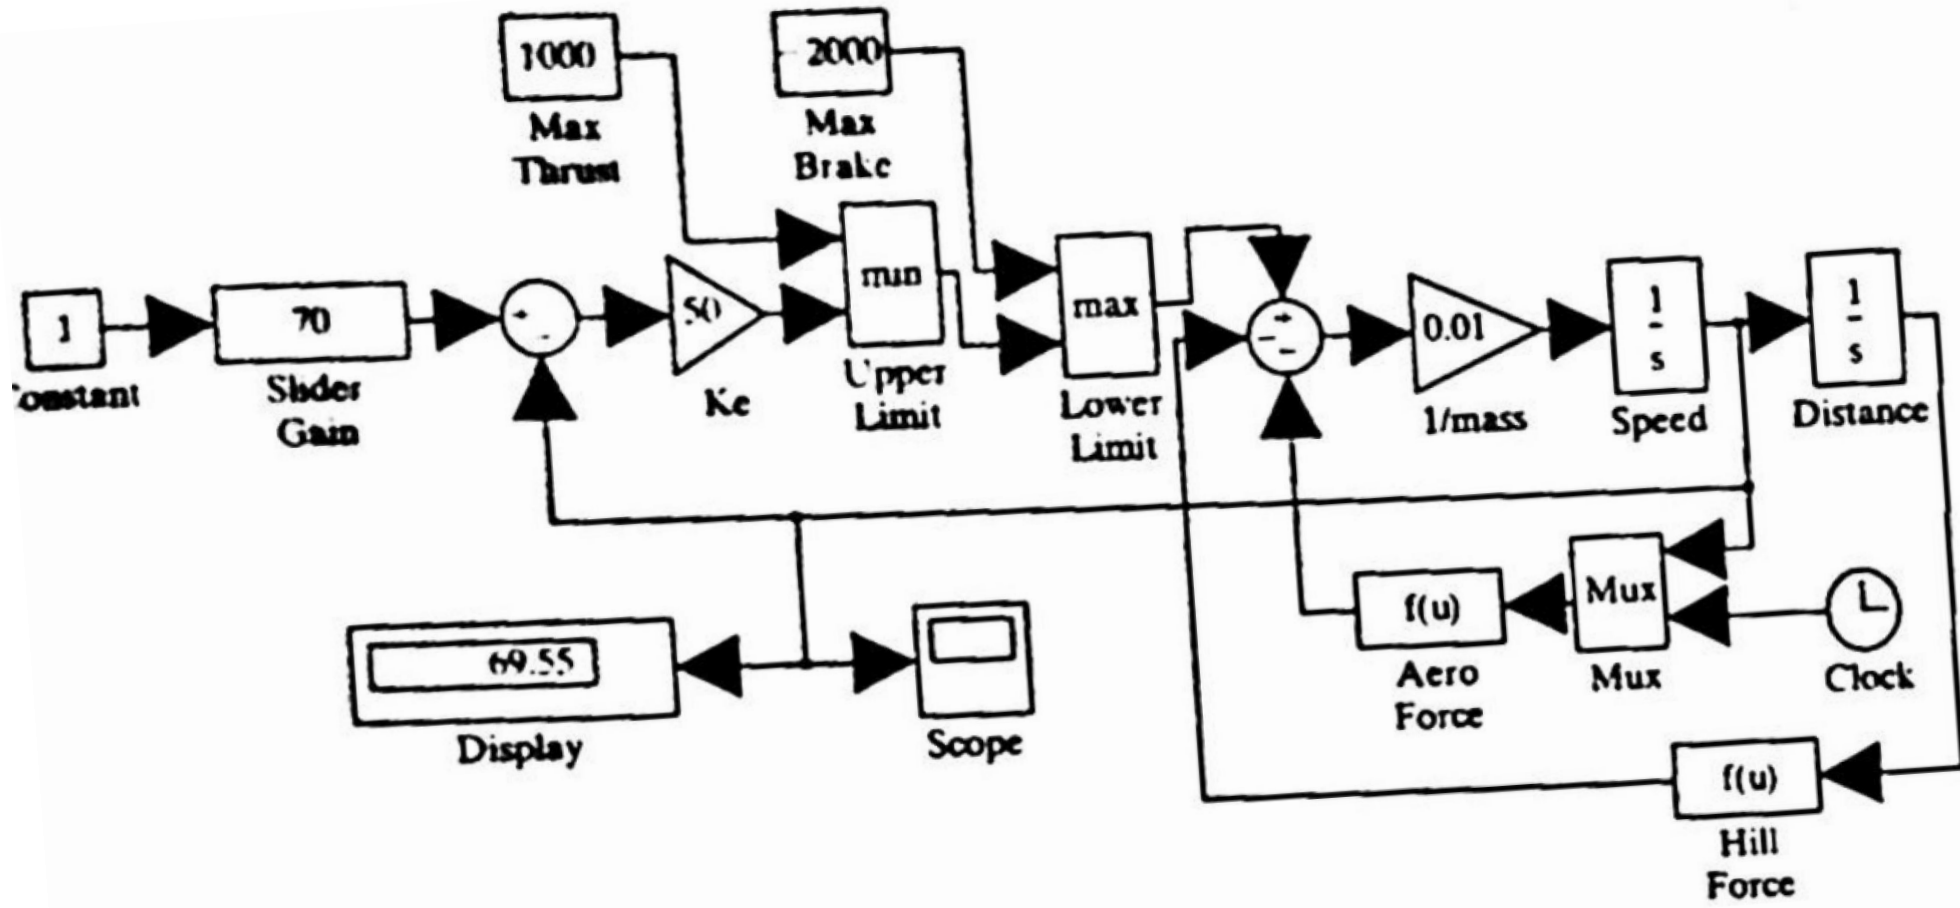 1000
Max
Thrust
- 2000
Max
Brake
1
onstant
70
Slider
Gain
+
-
50
Ke
min
Upper
Limit
max
Lower
Limit
+
-
-
0.01
1/mass
1
s
Speed
1
s
Distance
69.55
Display
Scope
f(u)
Aero
Force
Mux
Mux
Clock
f(u)
Hill
Force